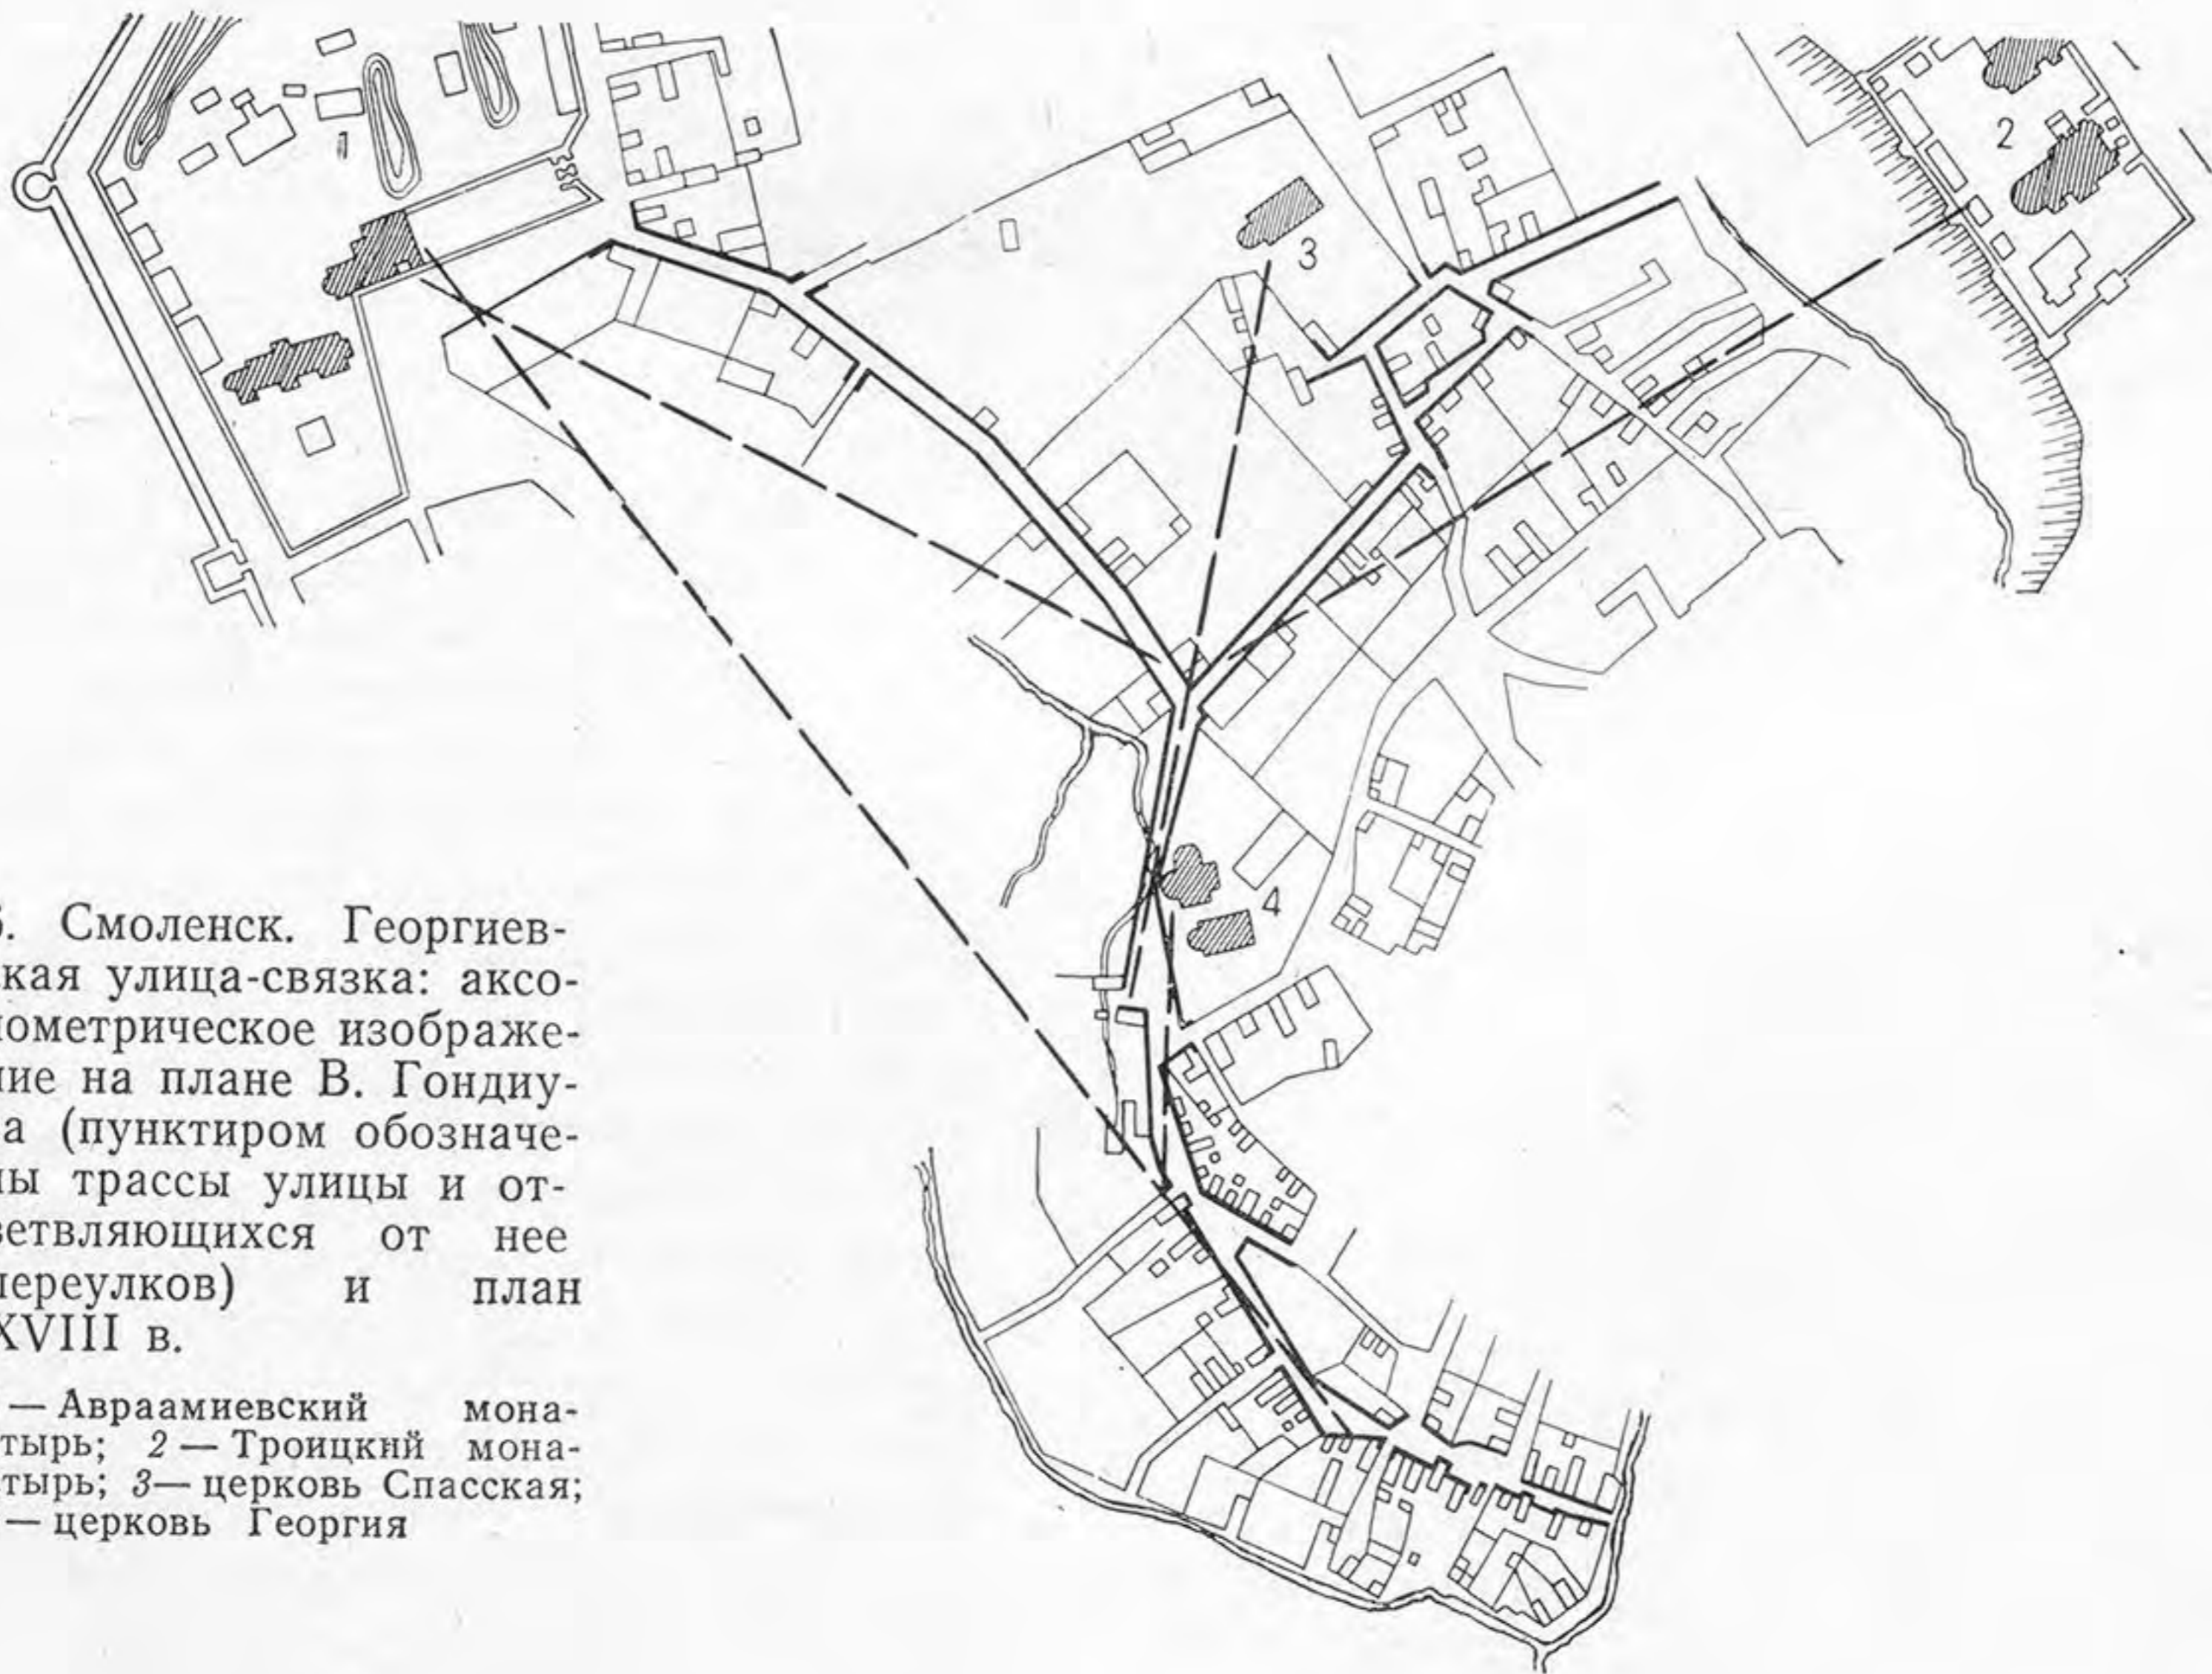 1
2
3
4
6. Смоленск. Георгиев-
кая улица-связка: аксо-
нометрическое изображе-
ние на плане В. Гондиу-
а (пунктиром обозначе-
ны трассы улицы и от-
ветвляющихся от нее
переулков) и план
XVIII в.
— Авраамиевский мона-
тырь; 2 — Троицкий мона-
тырь; 3— церковь Спасская;
— церковь Георгия